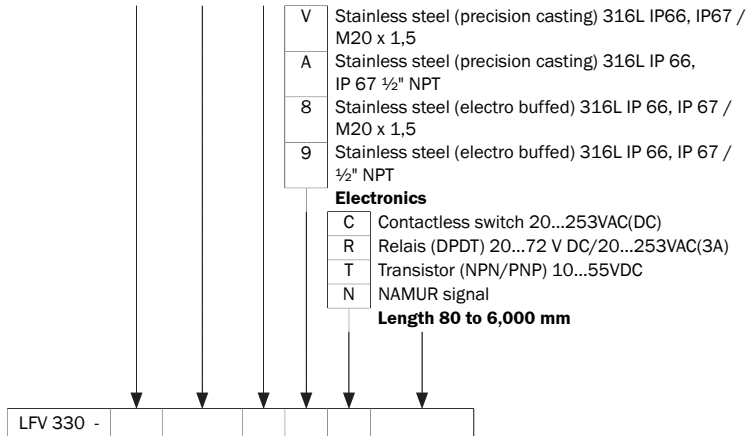 V Stainless steel (precision casting) 316L IP66, IP67 /
M20 x 1,5
A Stainless steel (precision casting) 316L IP 66,
IP 67 ½" NPT
8 Stainless steel (electro buffed) 316L IP 66, IP 67 /
M20 x 1,5
9 Stainless steel (electro buffed) 316L IP 66, IP 67 /
½" NPT
Electronics
C Contactless switch 20...253VAC(DC)
R Relais (DPDT) 20...72 V DC/20...253VAC(3A)
T Transistor (NPN/PNP) 10...55VDC
N NAMUR signal
Length 80 to 6,000 mm
LFV 330 -